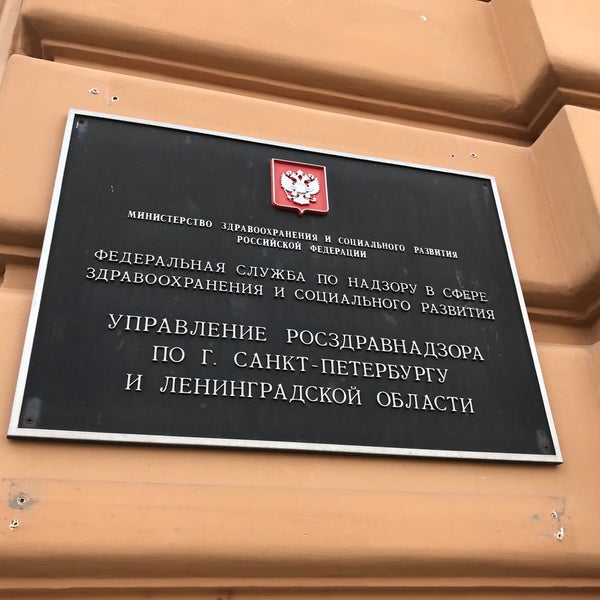 МИНИСТЕРСТВО ЗДРАВООХРАНЕНИЯ И СОЦИАЛЬНОГО РАЗВИТИЯ
РОССИЙСКОЙ ФЕДЕРАЦИИ
ФЕДЕРАЛЬНАЯ СЛУЖБА ПО НАДЗОРУ В СФЕРЕ
ЗДРАВООХРАНЕНИЯ И СОЦИАЛЬНОГО РАЗВИТИЯ
УПРАВЛЕНИЕ РОСЗДРАВНАДЗОРА
ПО Г. САНКТ-ПЕТЕРБУРГУ
И ЛЕНИНГРАДСКОЙ ОБЛАСТИ